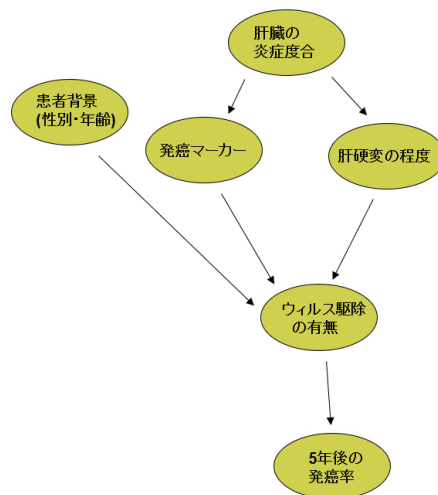 肝臓の
炎症度合
患者背景
(性別・年齢)
発癌マーカー
肝硬変の程度
ウィルス駆除
の有無
5年後の
発癌率